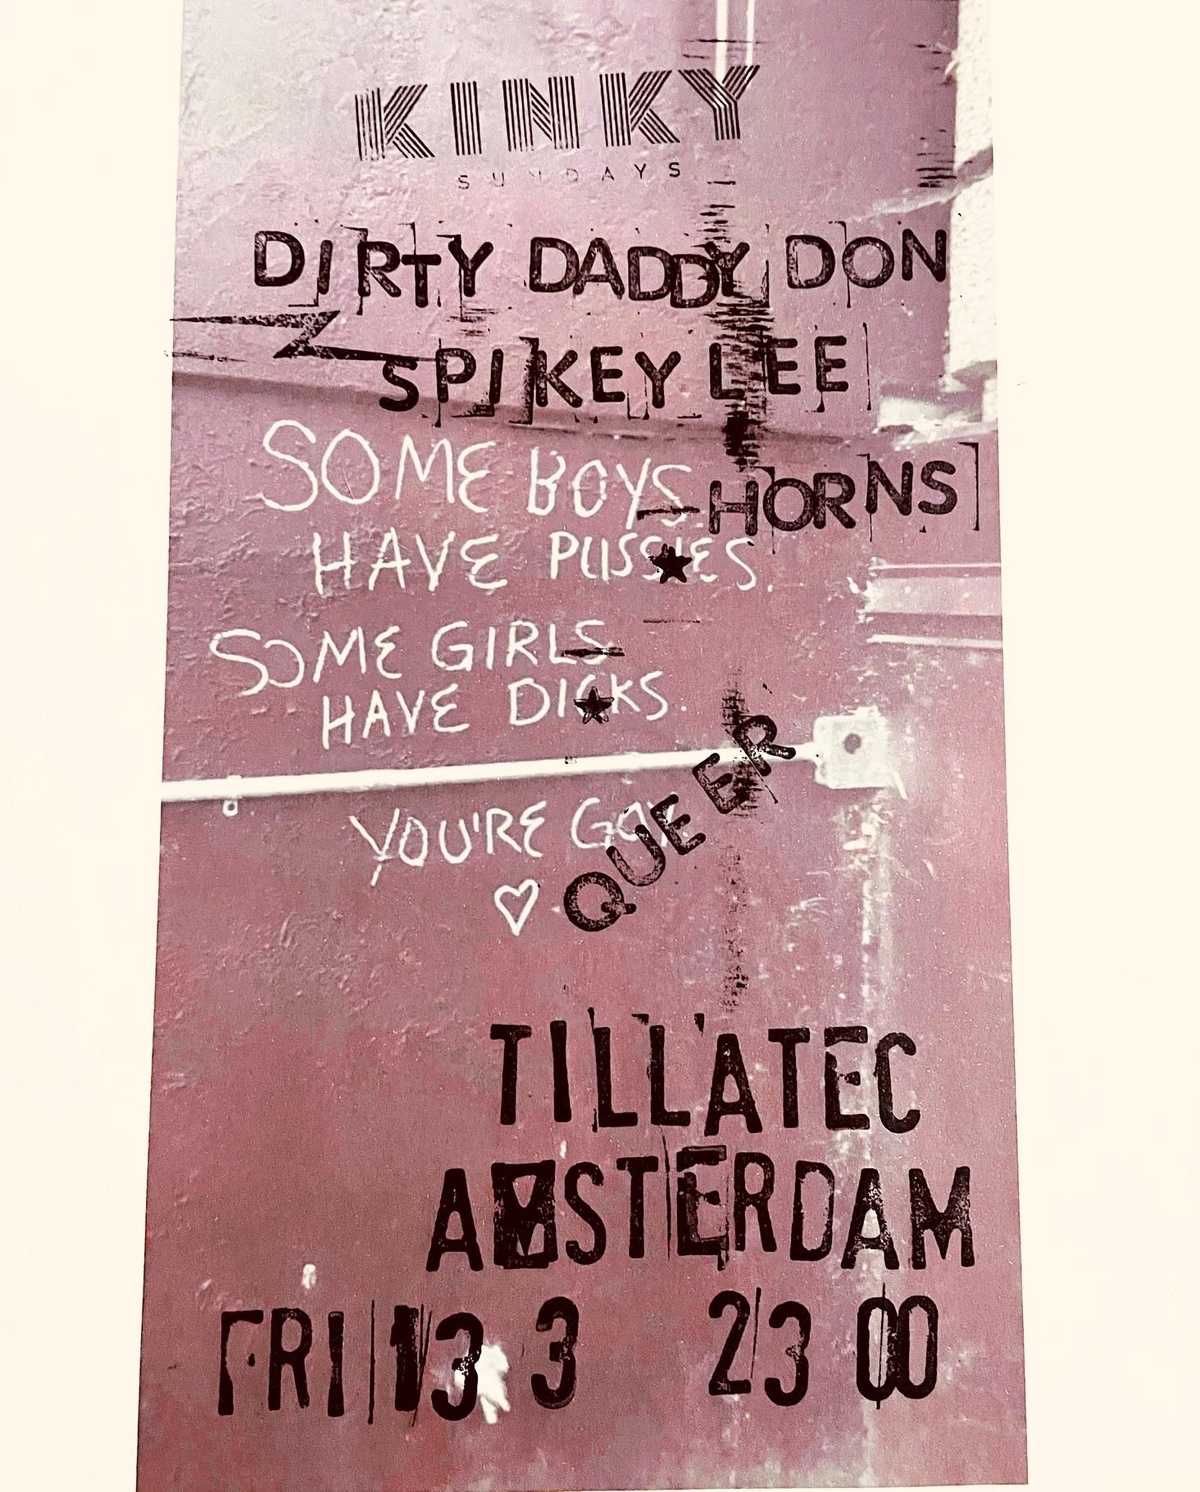 KINKY
SUNDAYS
DIRTY DADDY DON
SPIKEY LEE
SOME BOYS
HORNS
HAVE PUSSIES.
SOME GIRLS
HAVE DICKS.
YOU'RE
QUEER
TILLATEC
AMSTERDAM
FRI 13 3 23 00